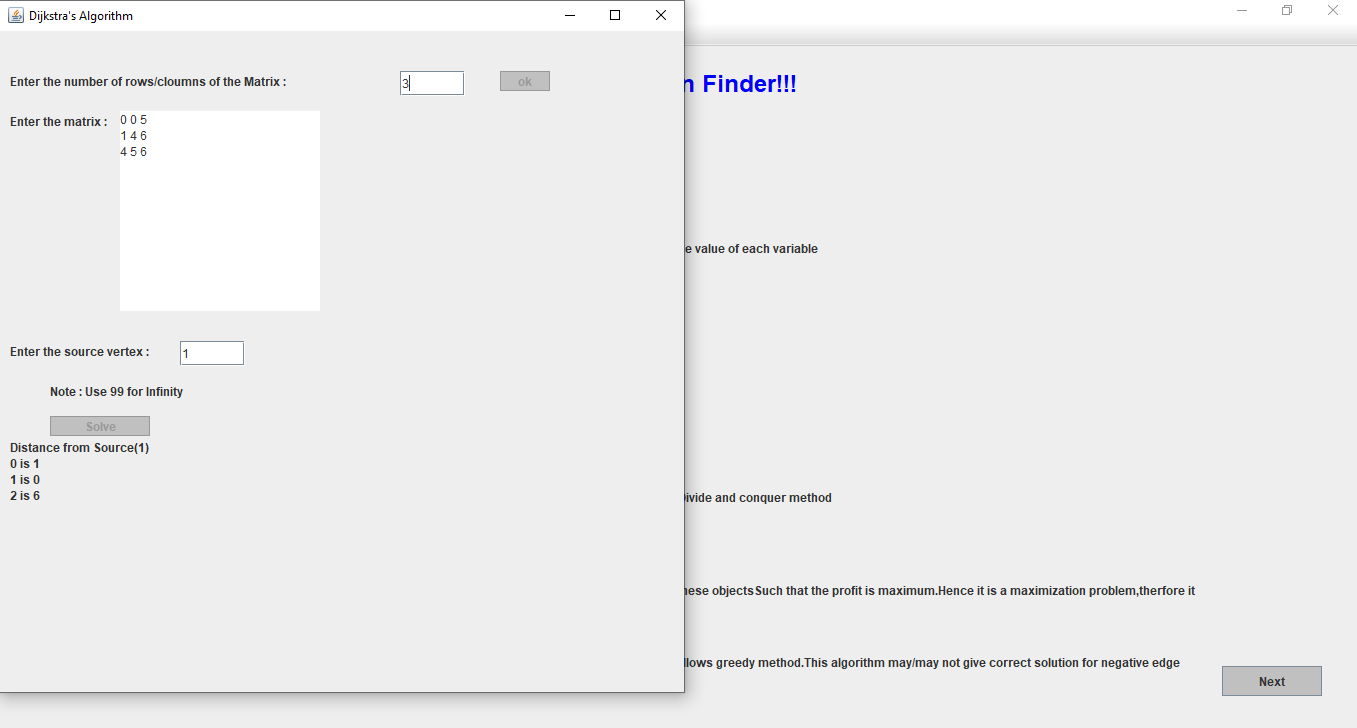 Dijkstra's Algorithm
Enter the number of rows/cloumns of the Matrix :
3
ok
Enter the matrix :
0 0 5
1 4 6
4 5 6
Enter the source vertex :
1
Note : Use 99 for Infinity
Solve
Distance from Source(1)
0 is 1
1 is 0
2 is 6
n Finder!!!
e value of each variable
ivide and conquer method
nese objectsSuch that the profit is maximum.Hence it is a maximization problem,therfore it
llows greedy method.This algorithm may/may not give correct solution for negative edge
Next